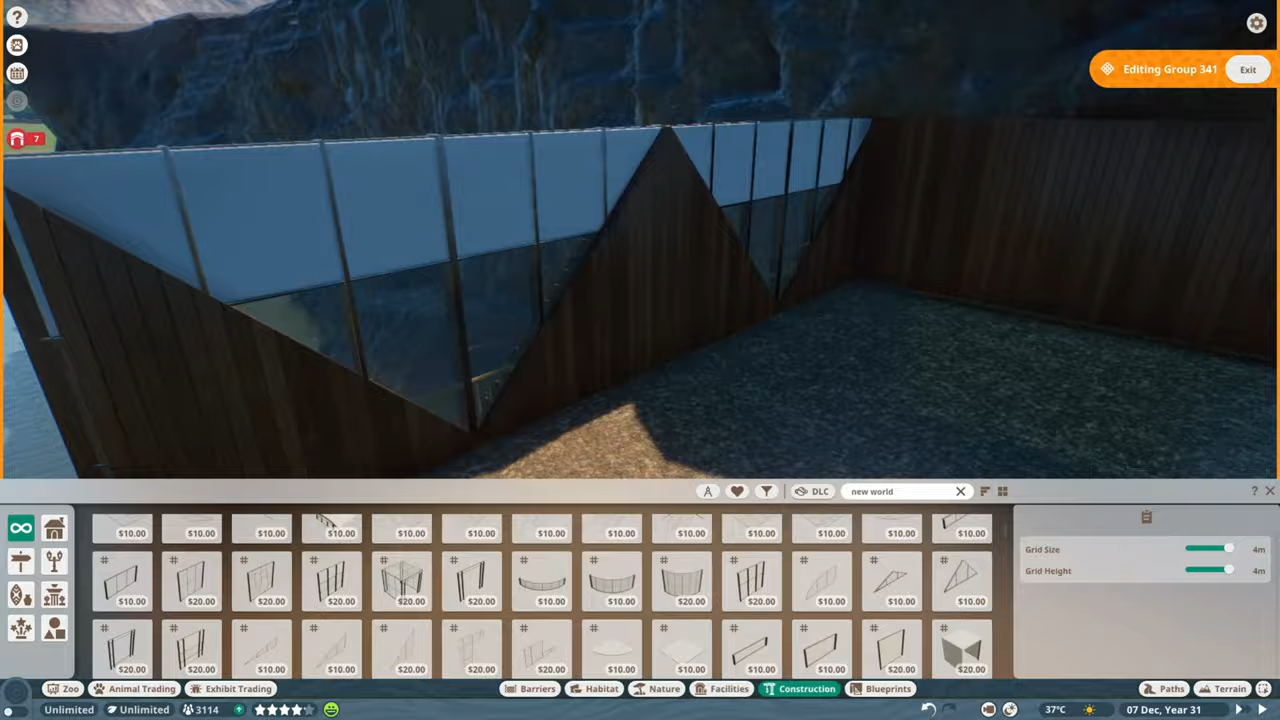 ?
Editing Group 341 Exit
7
DLC new world
? 
$10.00 $10.00 $10.00 $10.00 $10.00 $10.00 $10.00 $10.00 $10.00 $10.00 $10.00 $10.00 $10.00
Grid Size 4m
Grid Height 4m
$10.00 $20.00 $10.00 $20.00 $20.00 $20.00 $10.00 $10.00 $20.00 $20.00 $10.00 $10.00 $10.00
$20.00 $20.00 $10.00 $10.00 $20.00 $20.00 $20.00 $10.00 $10.00 $10.00 $10.00 $20.00 $20.00
Zoo Animal Trading Exhibit Trading Barriers Habitat Nature Facilities Construction Blueprints Paths Terrain
Unlimited Unlimited 3114 37°C 07 Dec, Year 31